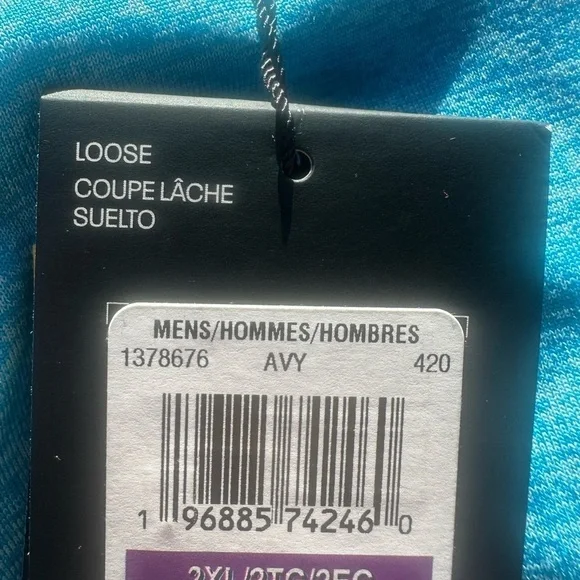 LOOSE
COUPE LÂCHE
SUELTO
MENS/HOMMES/HOMBRES
1378676 AVY 420
1 96885 74246 0